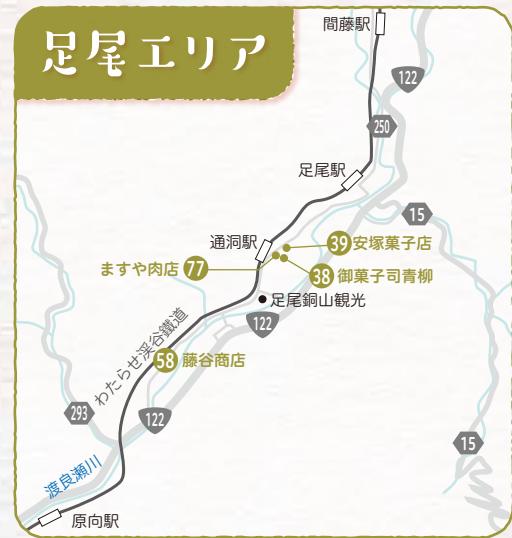 足尾エリア
間藤駅
122
250
足尾駅
15
通洞駅
39 安塚菓子店
ますや肉店 77
38 御菓子司青柳
足尾銅山観光
122
わたらせ渓谷鐵道
58 藤谷商店
293
122
15
渡良瀬川
原向駅